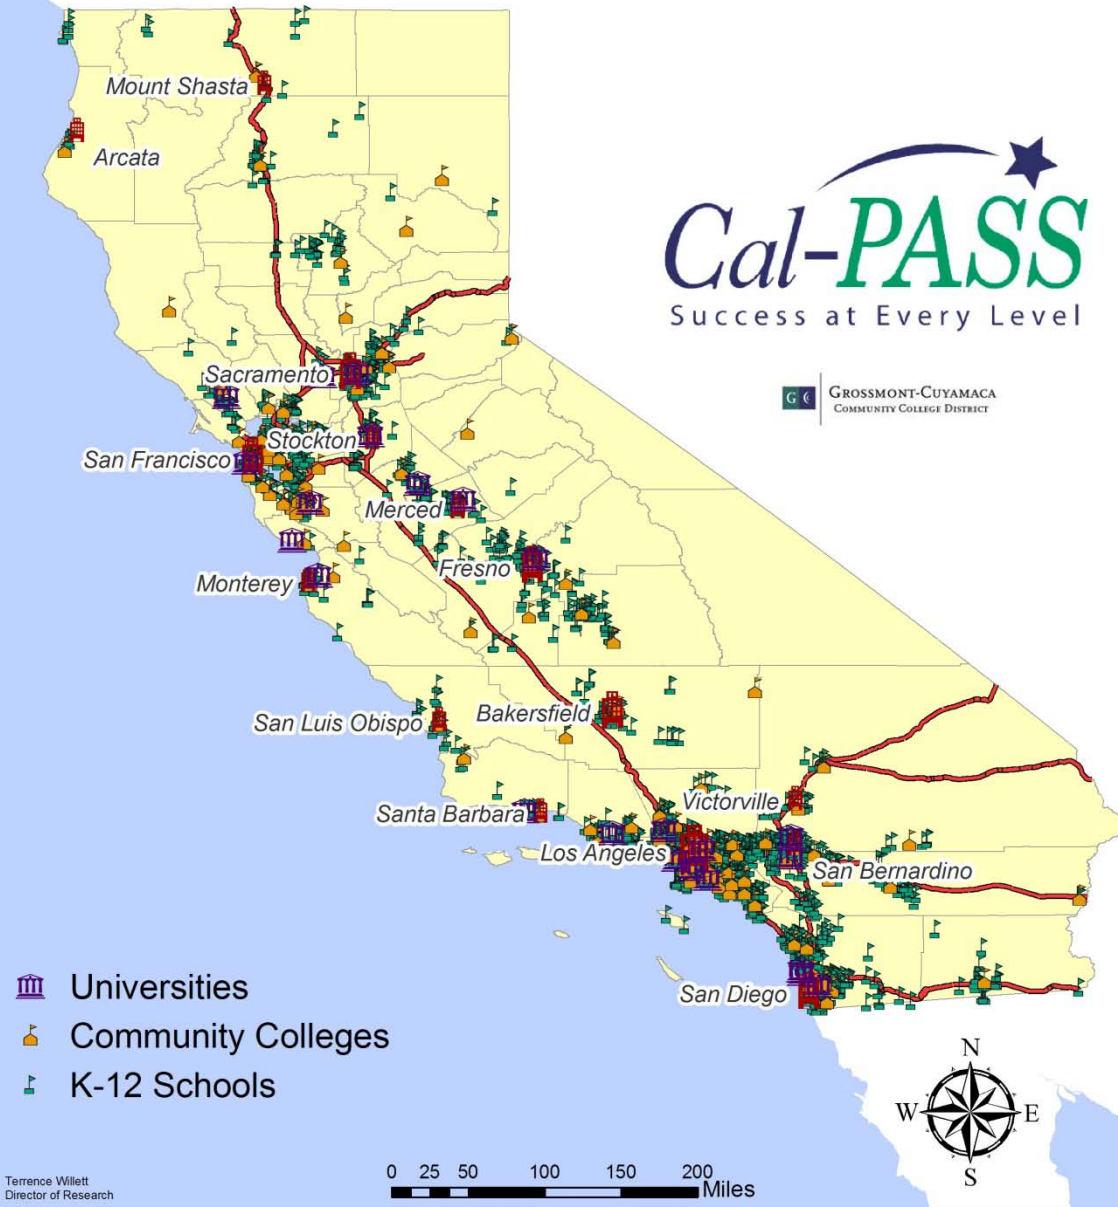 Mount Shasta
Arcata
Cal-PASS
Success at Every Level
G C
GROSSMONT-CUYAMACA
COMMUNITY COLLEGE DISTRICT
Sacramento
Stockton
San Francisco
Merced
Fresno
Monterey
San Luis Obispo
Bakersfield
Victorville
Santa Barbara
Los Angeles
San Bernardino
San Diego
Universities
Community Colleges
K-12 Schools
N
W E
S
0 25 50 100 150 200
Miles
Terrence Willett
Director of Research